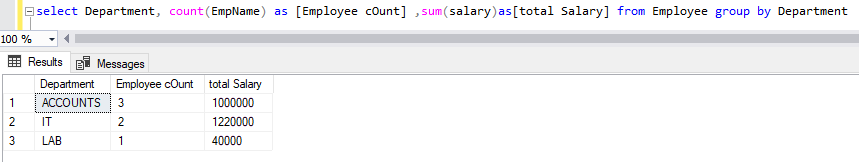 select Department, count(EmpName) as [Employee cOunt] ,sum(salary)as[total Salary] from Employee group by Department
100 %
Results Messages
Department Employee cOunt total Salary
1 ACCOUNTS 3 1000000
2 IT 2 1220000
3 LAB 1 40000